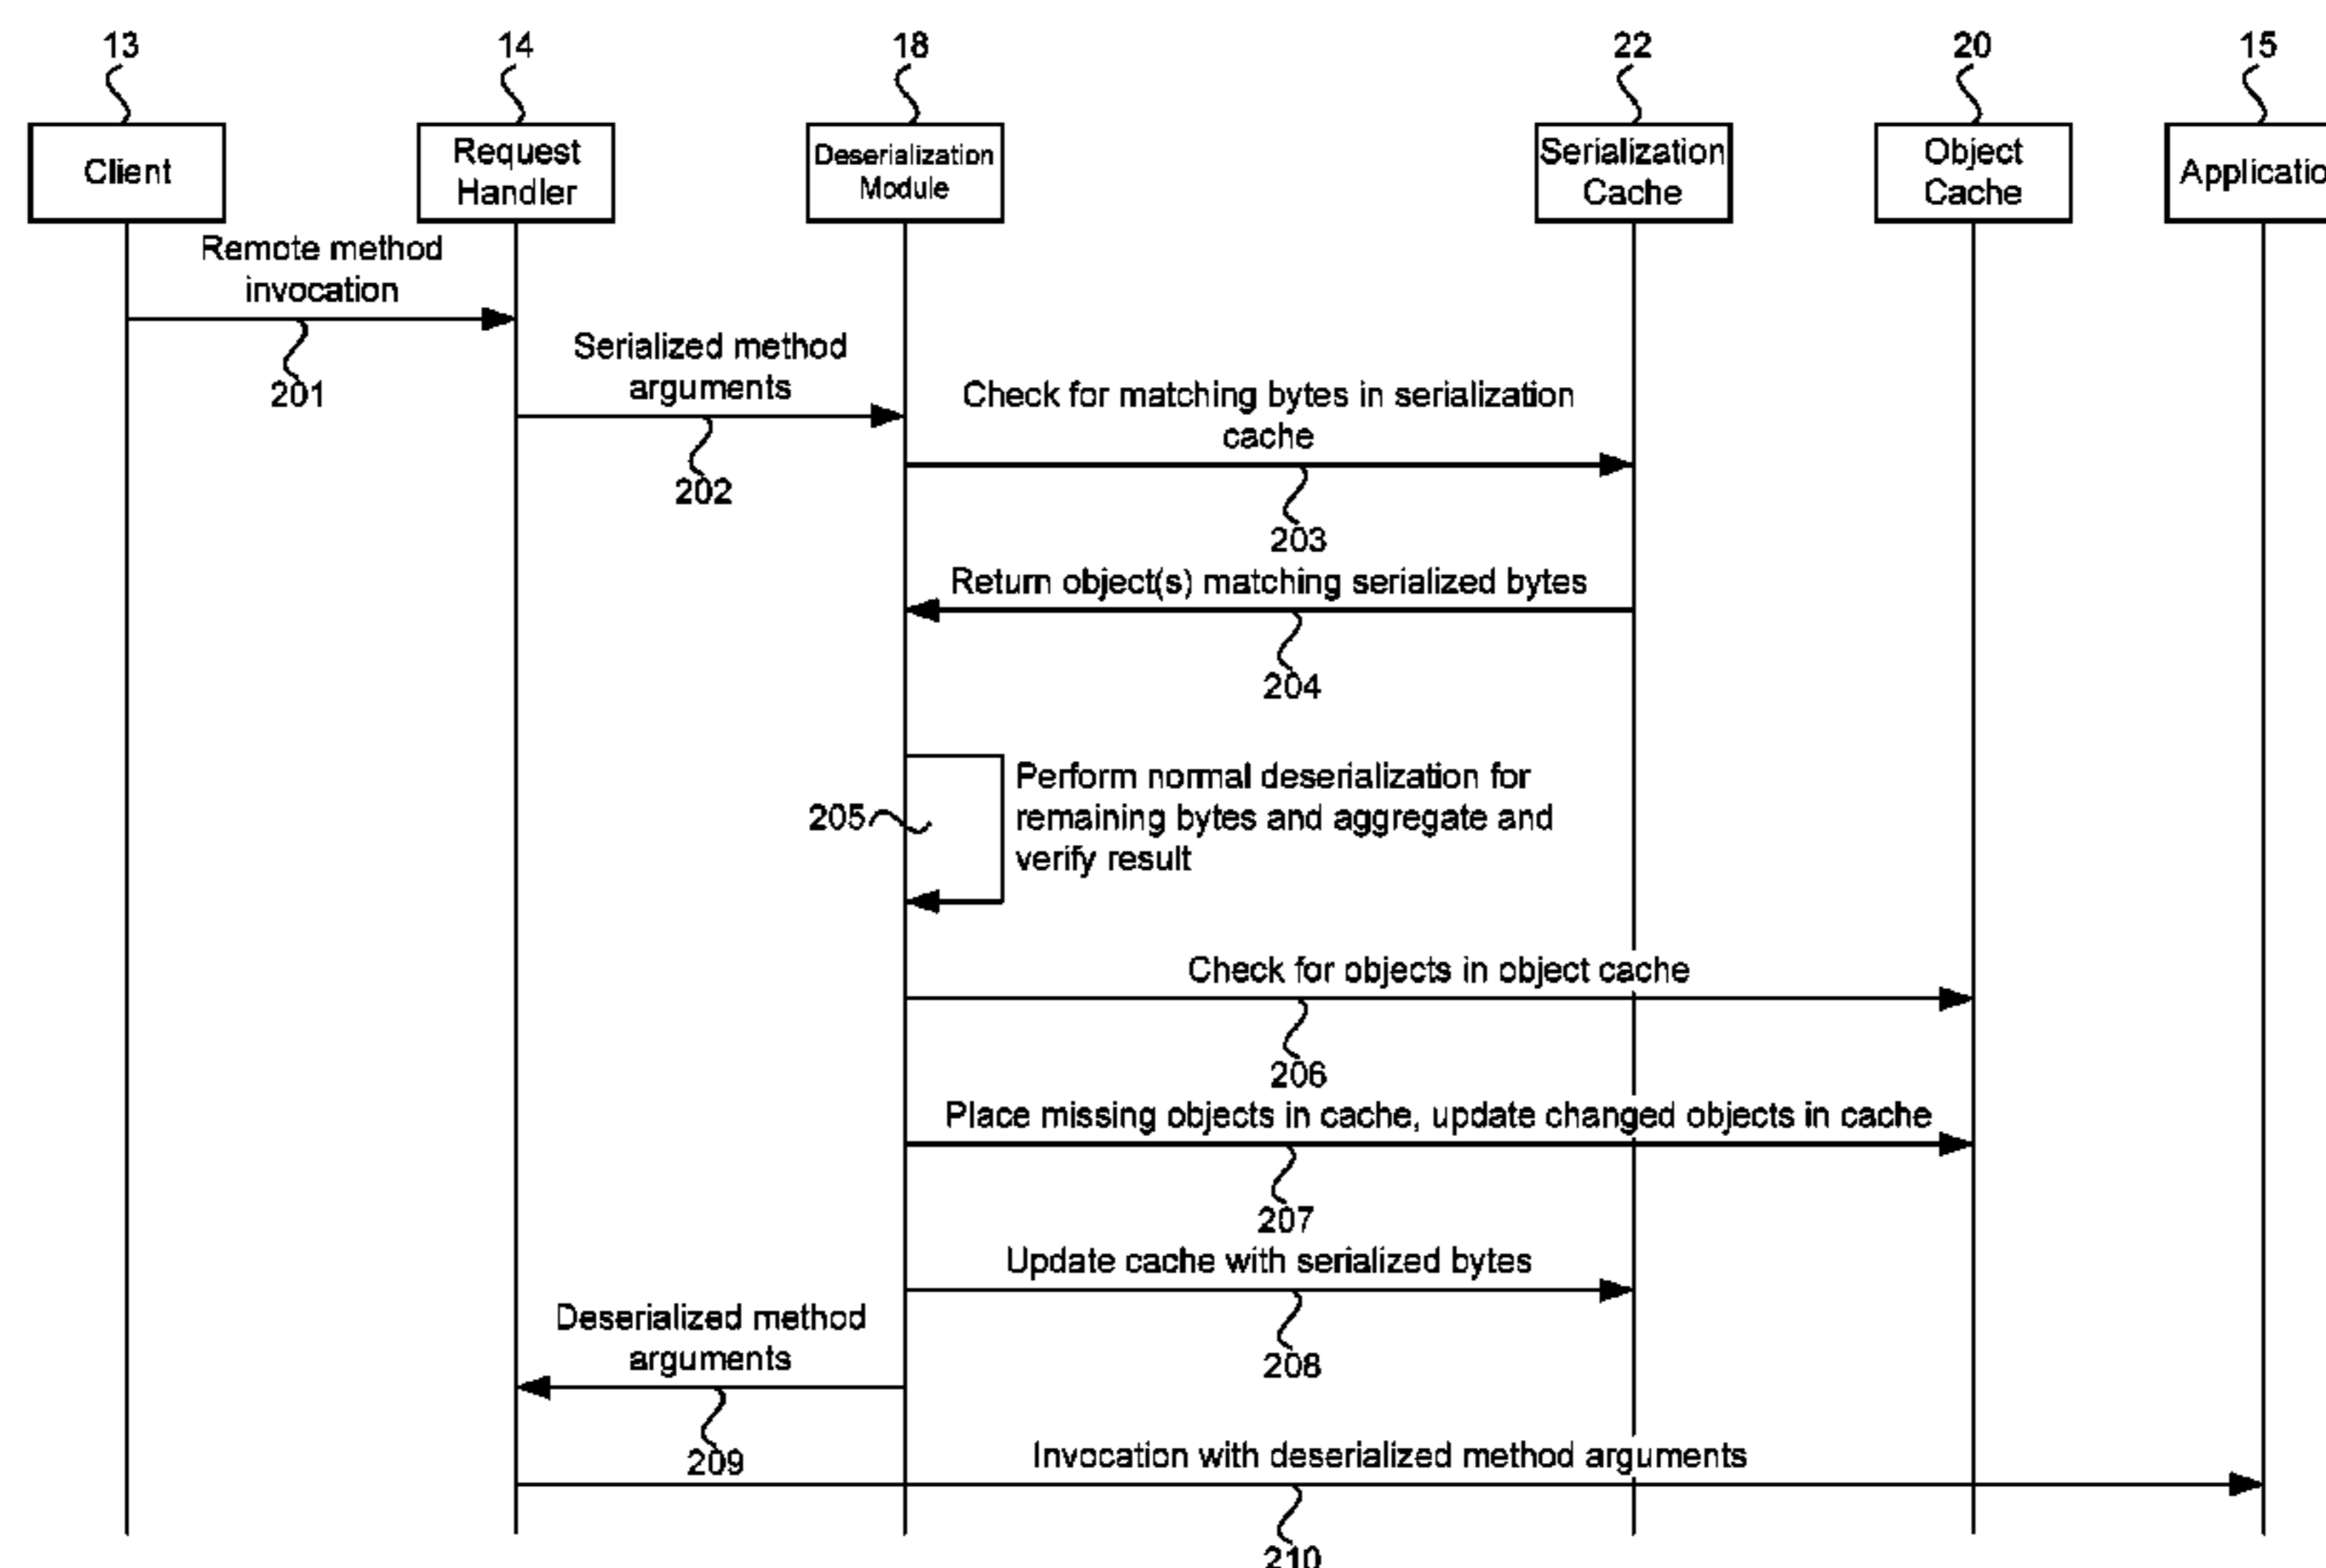 13
14
18
22
20
15
Client
Request
Handler
Deserialization
Module
Serialization
Cache
Object
Cache
Applicatio
Remote method
invocation
201
Serialized method
arguments
202
Check for matching bytes in serialization
cache
203
Return object(s) matching serialized bytes
204
205
Perform normal deserialization for
remaining bytes and aggregate and
verify result
Check for objects in object cache
206
Place missing objects in cache, update changed objects in cache
207
Update cache with serialized bytes
208
Deserialized method
arguments
209
Invocation with deserialized method arguments
210